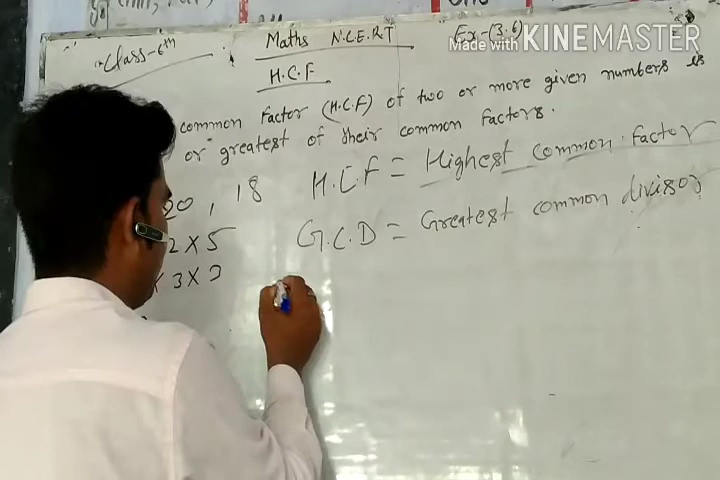 Class-6th
Maths N.C.E.R.T
Ex-(3.6)
Made with KINEMASTER
H.C.F
common factor (H.C.F) of two or more given numbers is
or greatest of their common factors.
20, 18
H.C.F = Highest common factor
2 X 5
G.C.D = Greatest common divisor
X 3 X 3